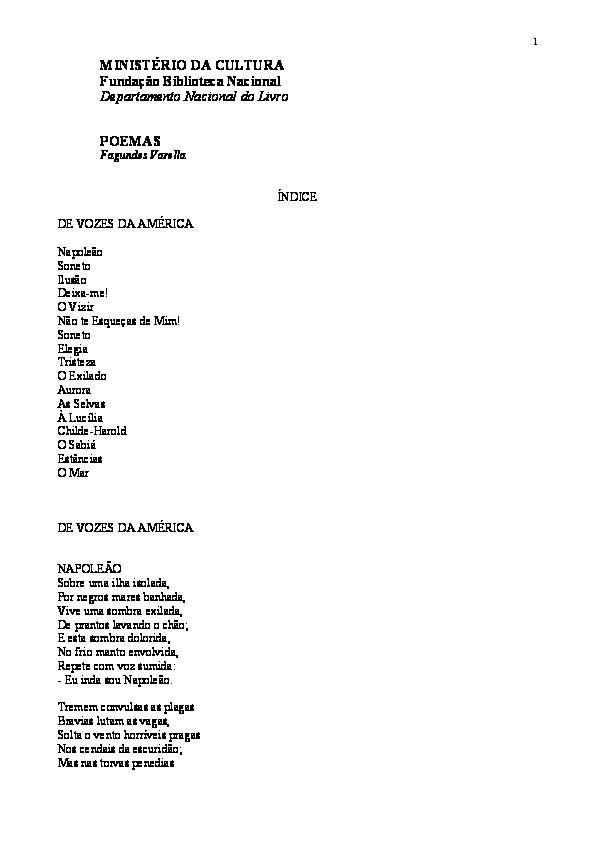 1
MINISTÉRIO DA CULTURA
Fundação Biblioteca Nacional
Departamento Nacional do Livro
POEMAS
Fagundes Varella
ÍNDICE
DE VOZES DA AMÉRICA
Napoleão
Soneto
Ilusão
Deixa-me!
O Vizir
Não te Esqueças de Mim!
Soneto
Elegia
Tristeza
O Exilado
Aurora
As Selvas
À Lucília
Childe-Harold
O Sabiá
Estâncias
O Mar
DE VOZES DA AMÉRICA
NAPOLEÃO
Sobre uma ilha isolada,
Por negros mares banhada,
Vive uma sombra exilada,
De prantos lavando o chão;
E esta sombra dolorida,
No frio manto envolvida,
Repete com voz sumida:
- Eu inda sou Napoleão.
Tremem convulsas as plagas
Bravias lutam as vagas,
Solta o vento horríveis pragas
Nos cendais da escuridão;
Mas nas torvas penedias